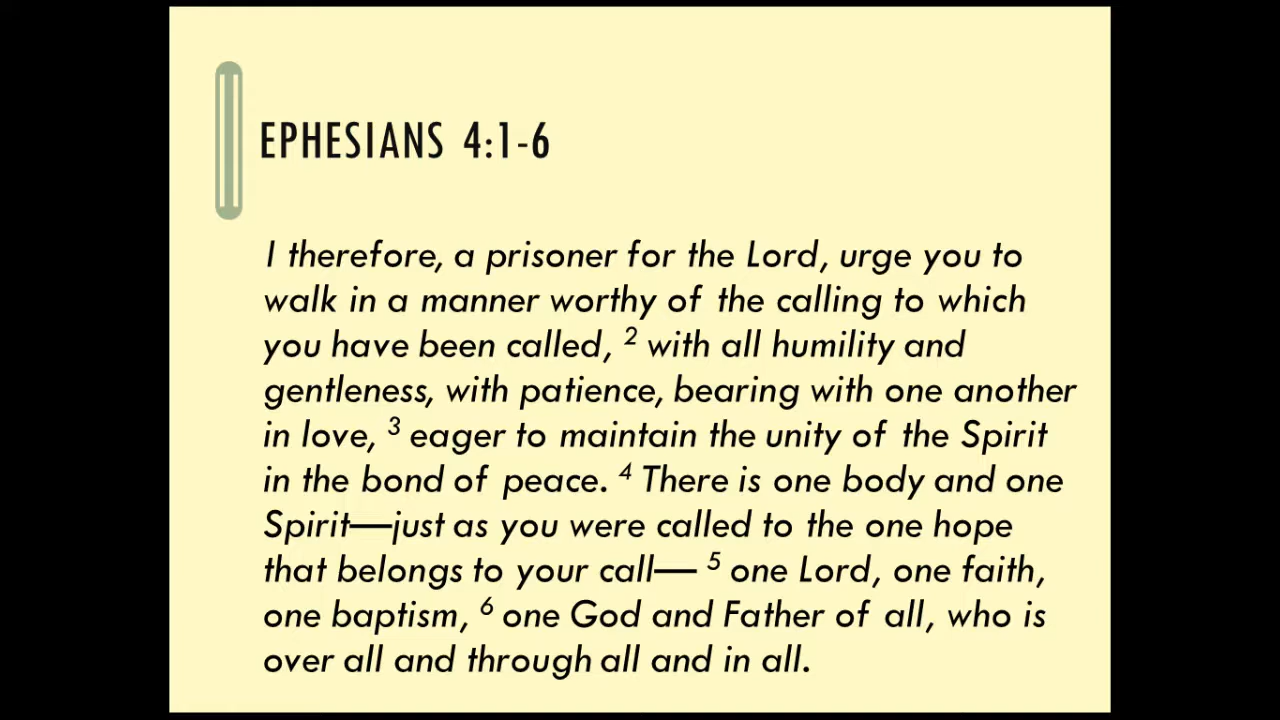 EPHESIANS 4:1-6
I therefore, a prisoner for the Lord, urge you to
walk in a manner worthy of the calling to which
you have been called, ² with all humility and
gentleness, with patience, bearing with one another
in love, ³ eager to maintain the unity of the Spirit
in the bond of peace. ⁴ There is one body and one
Spirit—just as you were called to the one hope
that belongs to your call— ⁵ one Lord, one faith,
one baptism, ⁶ one God and Father of all, who is
over all and through all and in all.